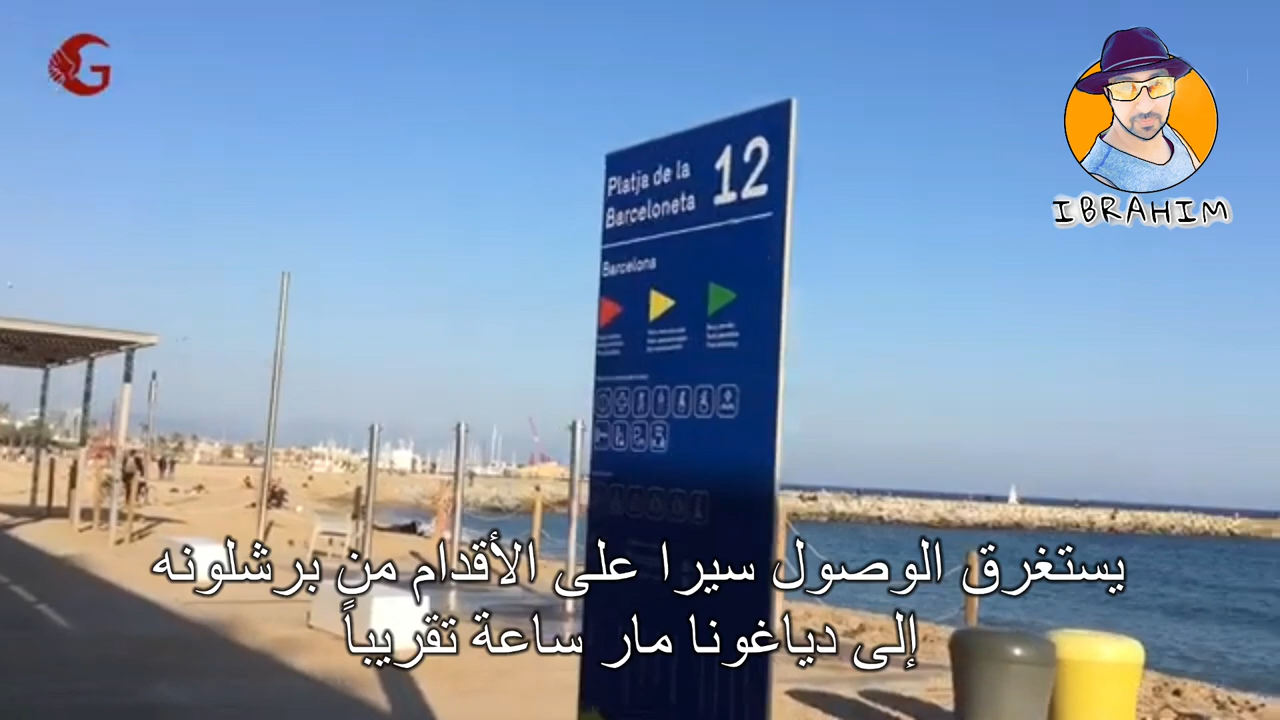 G
IBRAHIM
Platja de la
Barceloneta
12
Barcelona
يستغرق الوصول سيرا على الأقدام من برشلونه
إلى دياغونا مار ساعة تقريباً